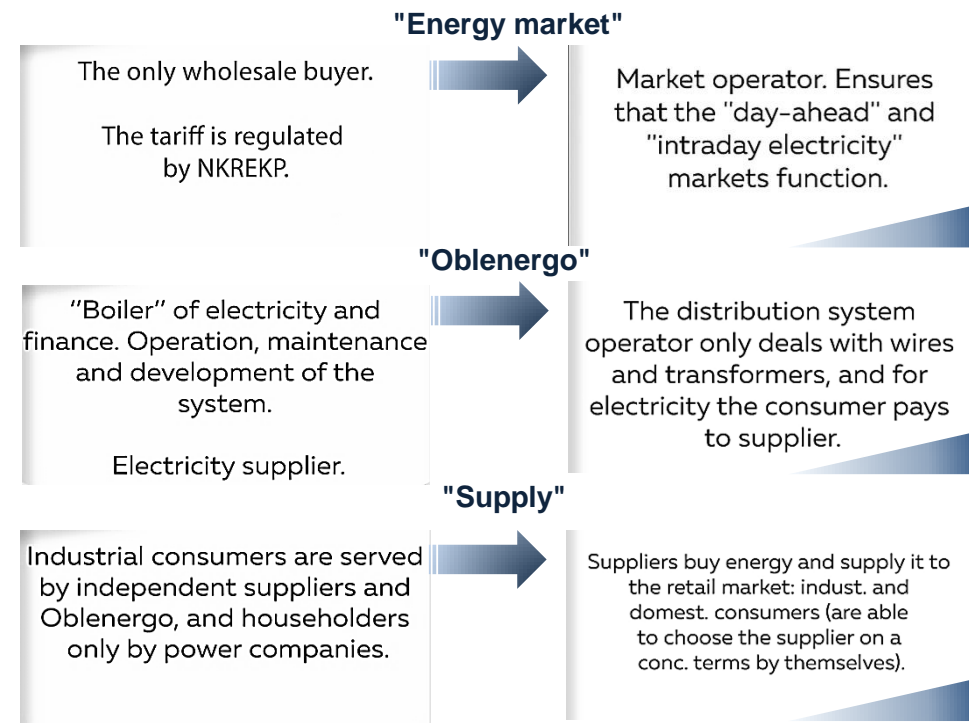 "Energy market"
The only wholesale buyer.
The tariff is regulated
by NKREKP.
Market operator. Ensures
that the "day-ahead" and
"intraday electricity"
markets function.
"Oblenergo"
"Boiler" of electricity and
finance. Operation, maintenance
and development of the
system.
Electricity supplier.
The distribution system
operator only deals with wires
and transformers, and for
electricity the consumer pays
to supplier.
"Supply"
Industrial consumers are served
by independent suppliers and
Oblenergo, and householders
only by power companies.
Suppliers buy energy and supply it to
the retail market: indust. and
domest. consumers (are able
to choose the supplier on a
conc. terms by themselves).